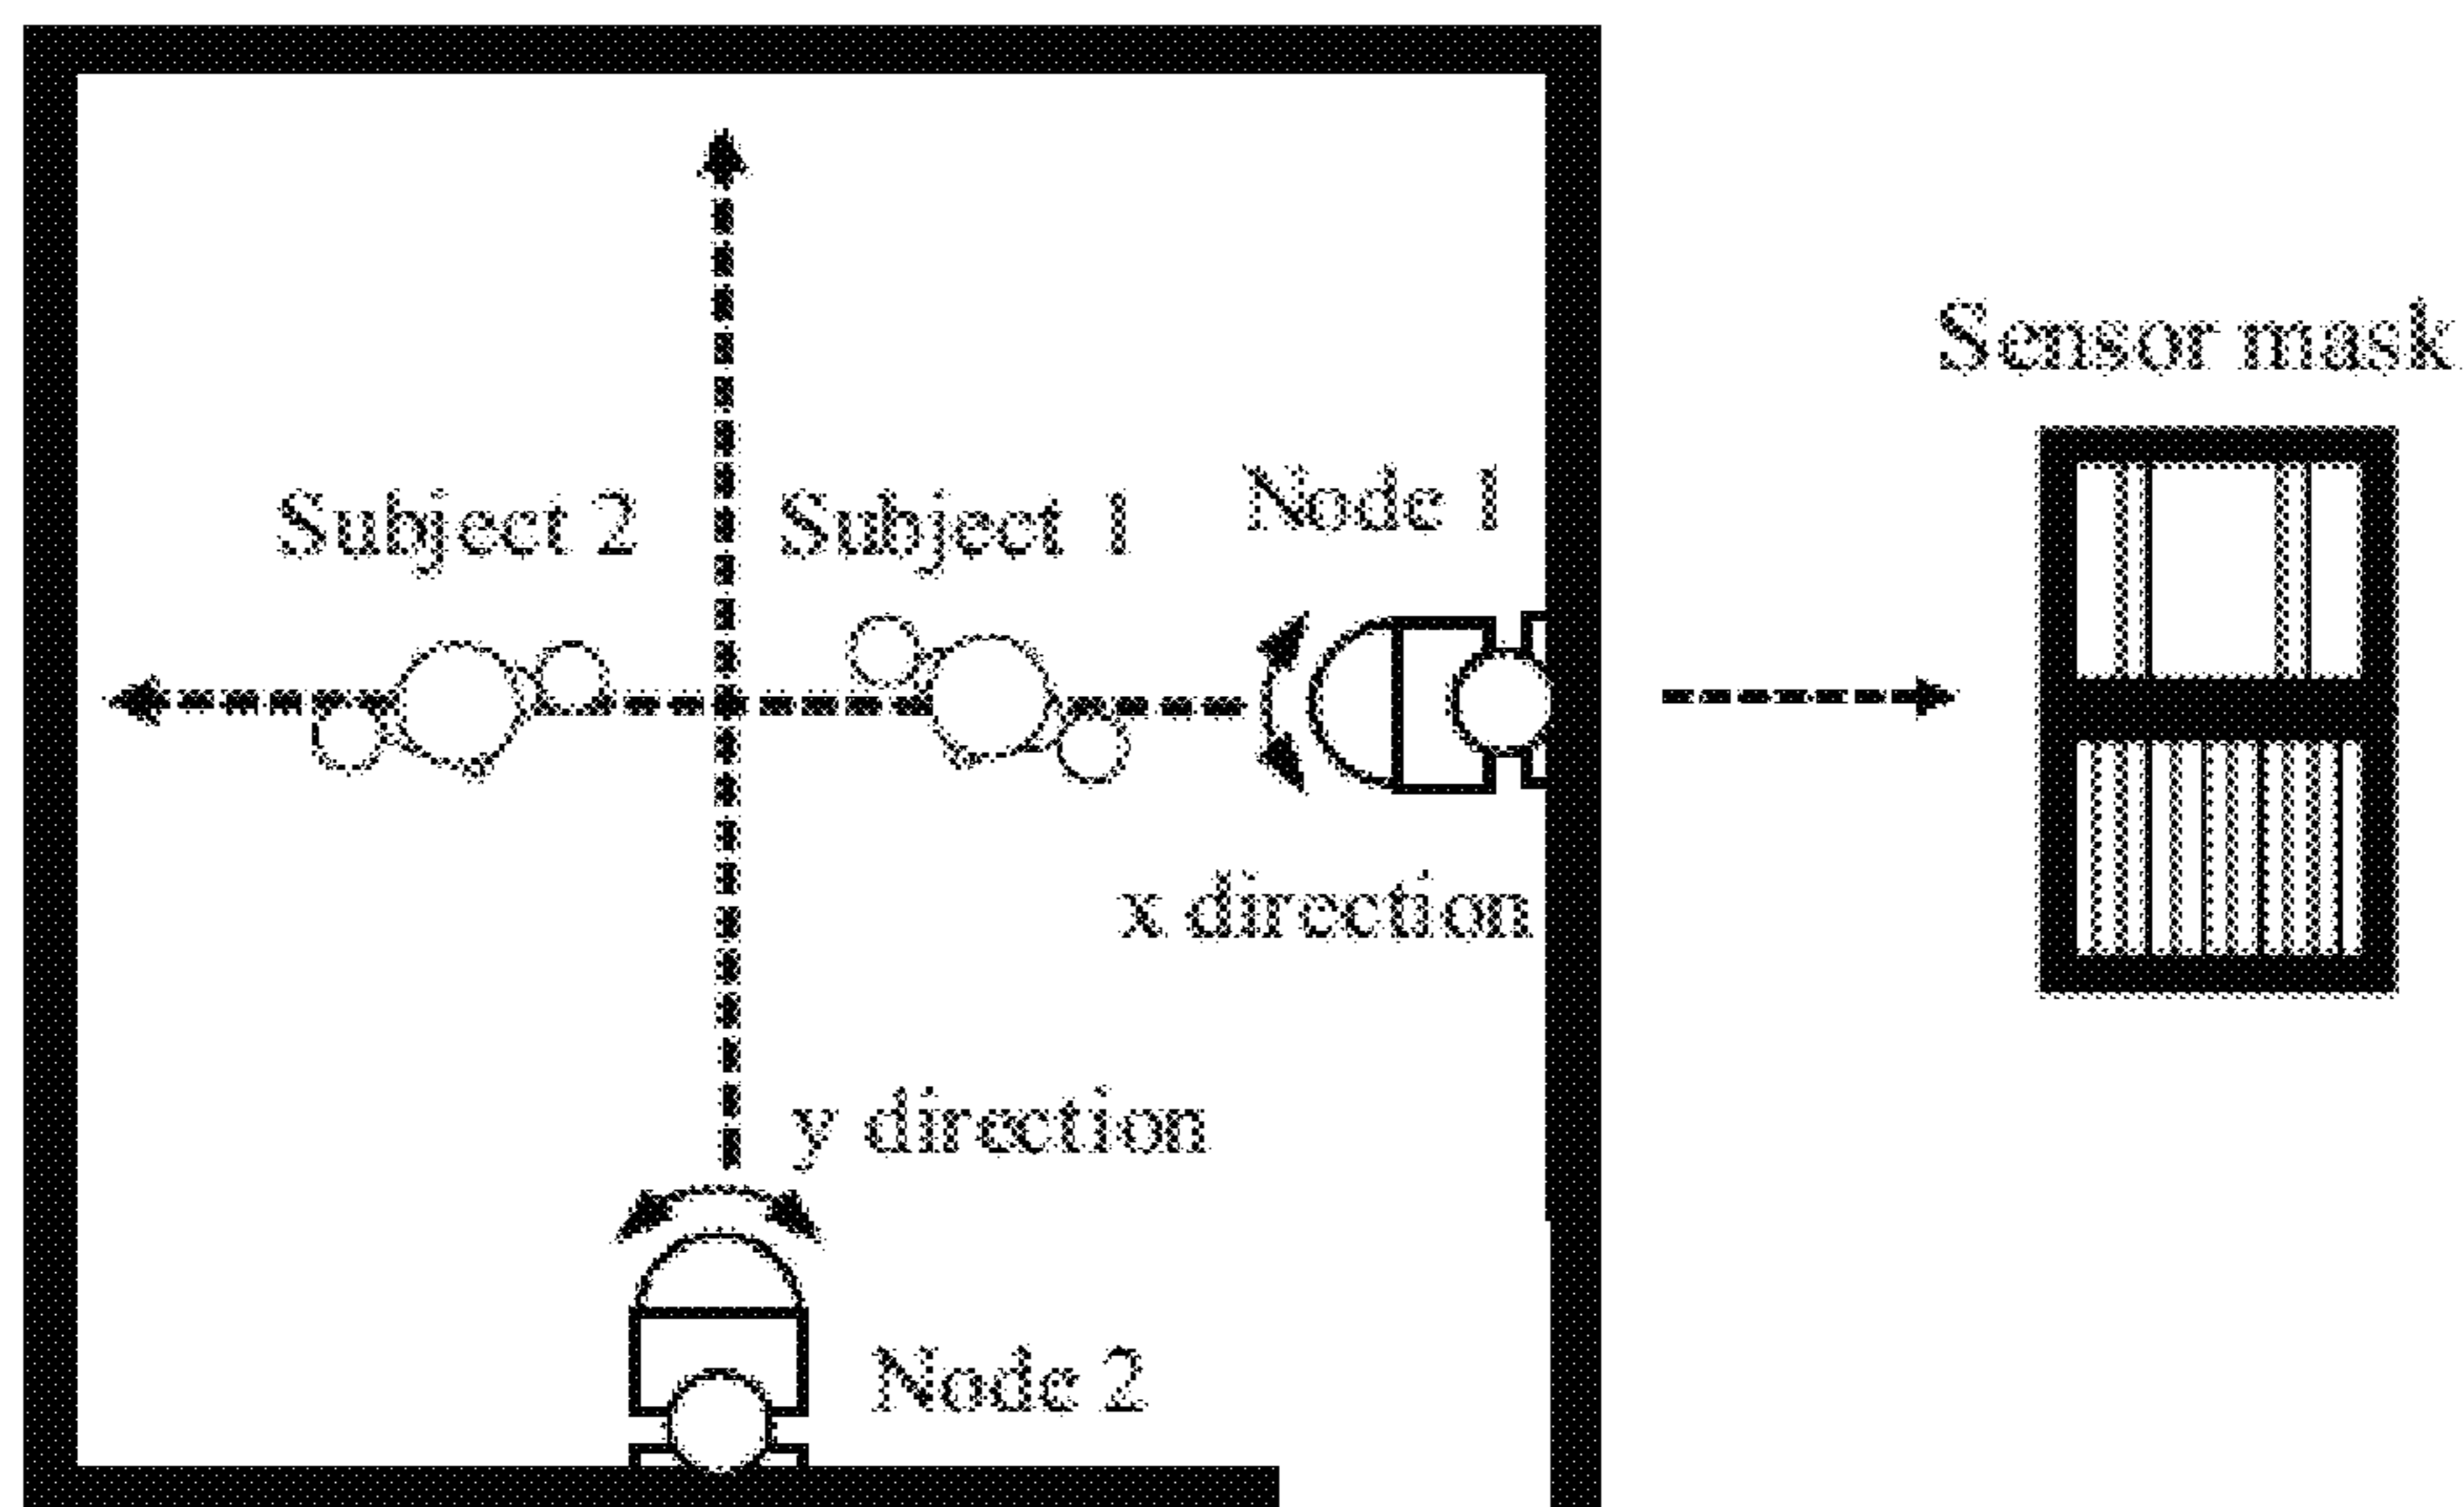 Sensor mask
Subject 2
Subject 1
Node 1
x direction
y direction
Node 2